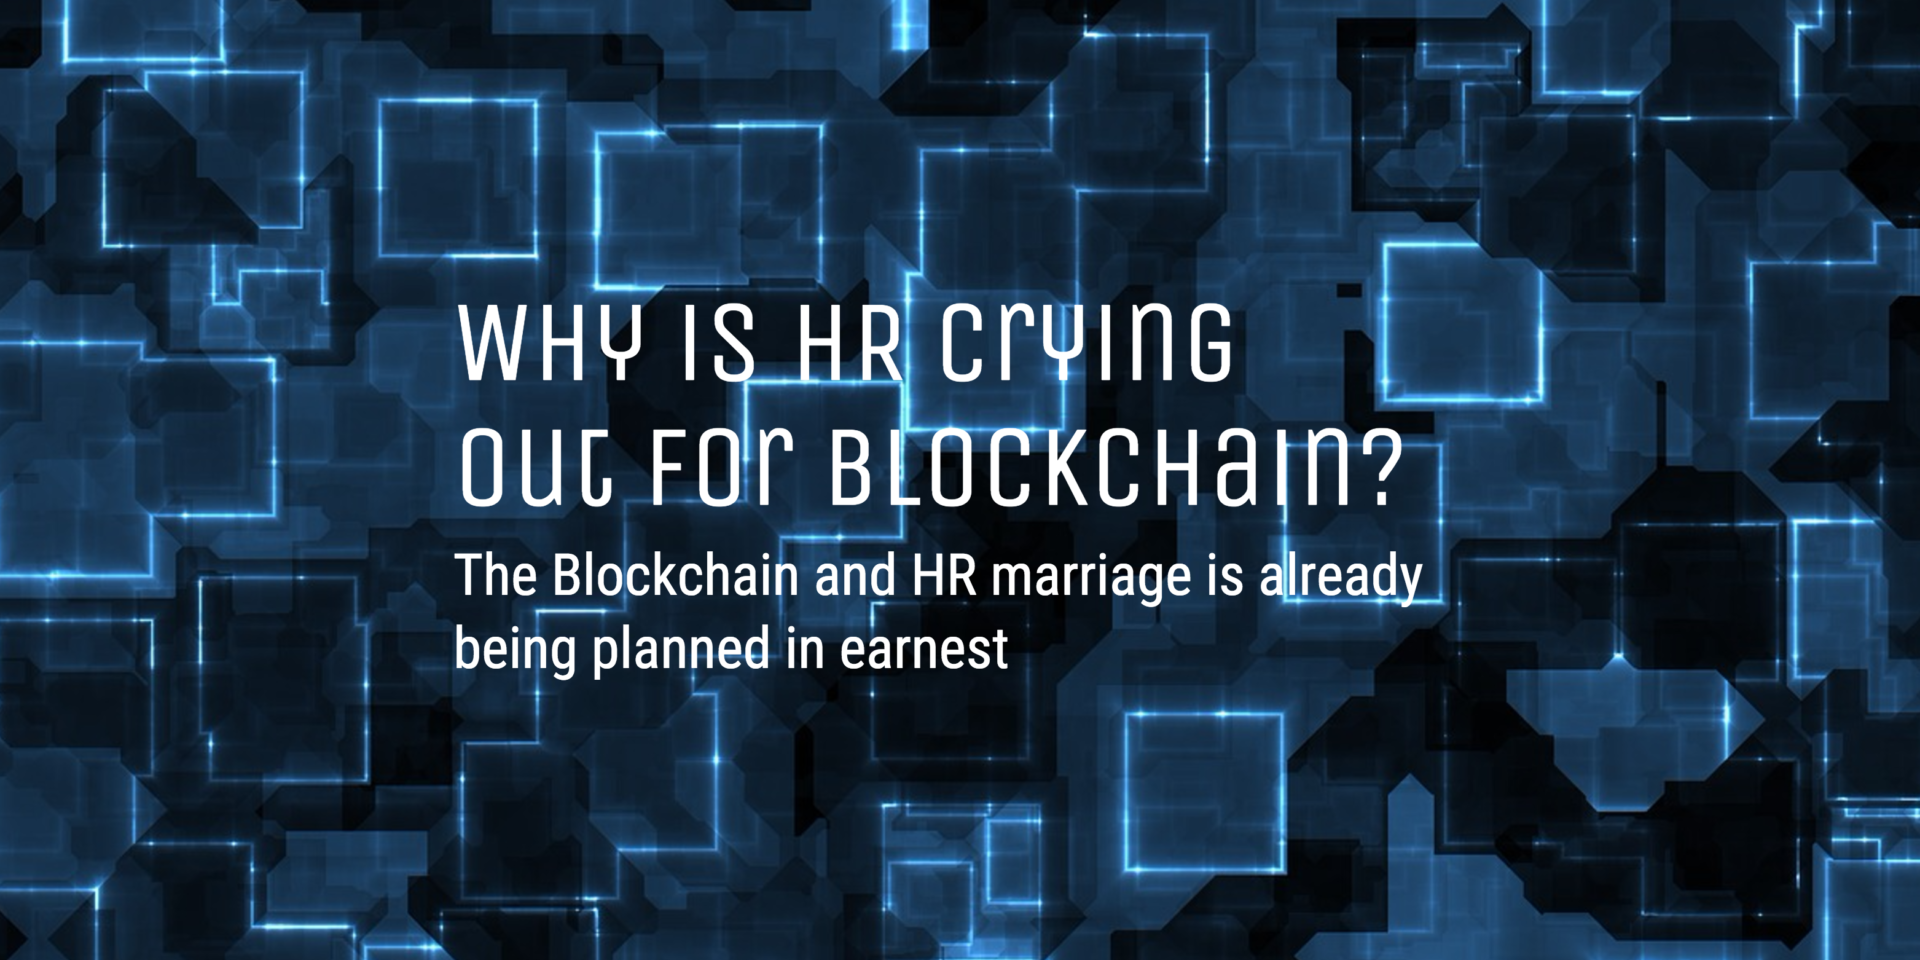 WHY IS HR CrYInG
OuT FOr BLOCKCHaIn?
The Blockchain and HR marriage is already
being planned in earnest